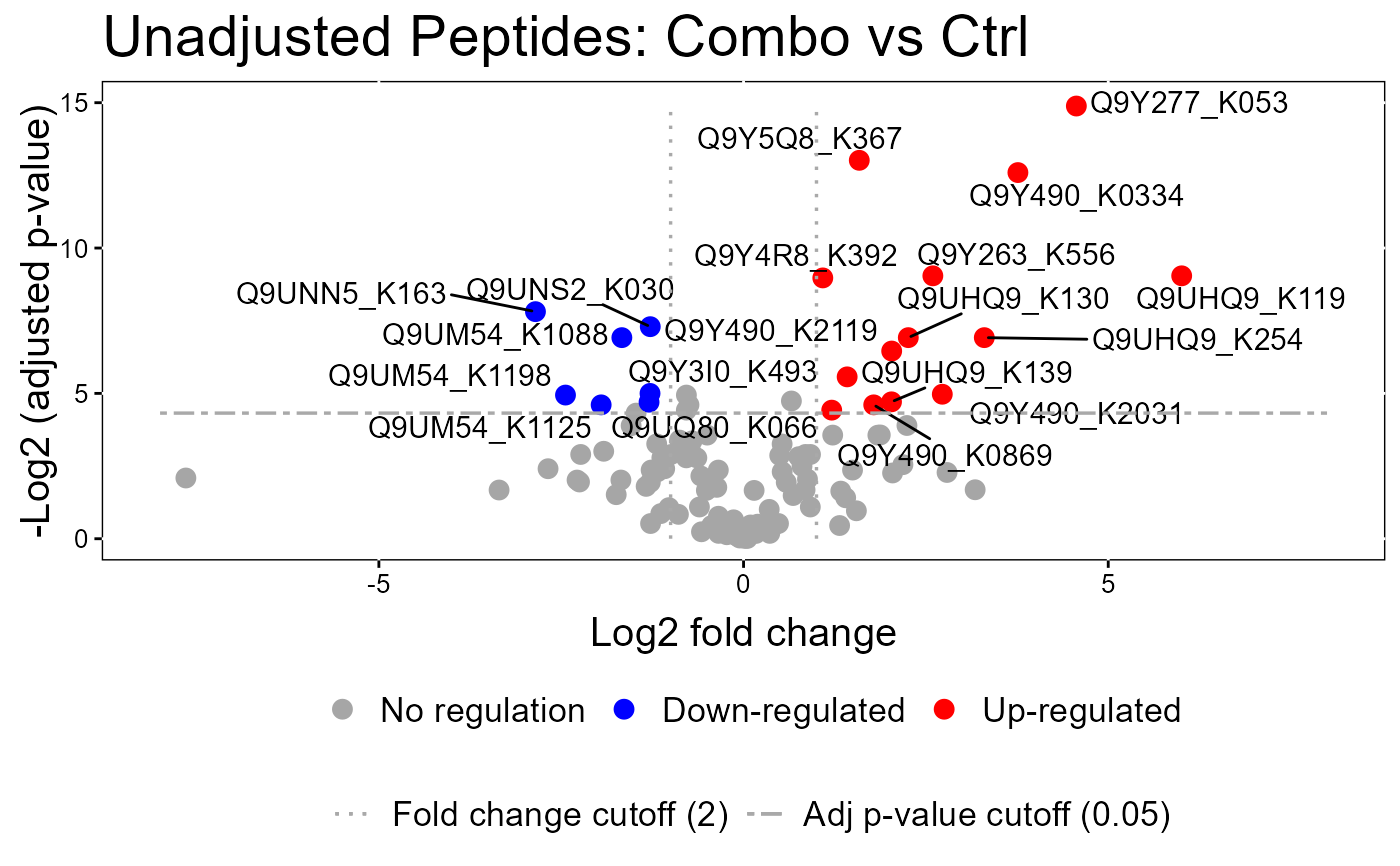 Unadjusted Peptides: Combo vs Ctrl
-Log2 (adjusted p-value)
15
10
5
0
Q9Y277_K053
Q9Y5Q8_K367
Q9Y490_K0334
Q9Y4R8_K392
Q9Y263_K556
Q9UNN5_K163
Q9UNS2_K030
Q9UHQ9_K130
Q9UHQ9_K119
Q9UM54_K1088
Q9Y490_K2119
Q9UHQ9_K254
Q9UM54_K1198
Q9Y3I0_K493
Q9UHQ9_K139
Q9Y490_K2031
Q9UM54_K1125
Q9UQ80_K066
Q9Y490_K0869
-5
0
5
Log2 fold change
No regulation
Down-regulated
Up-regulated
Fold change cutoff (2)
Adj p-value cutoff (0.05)